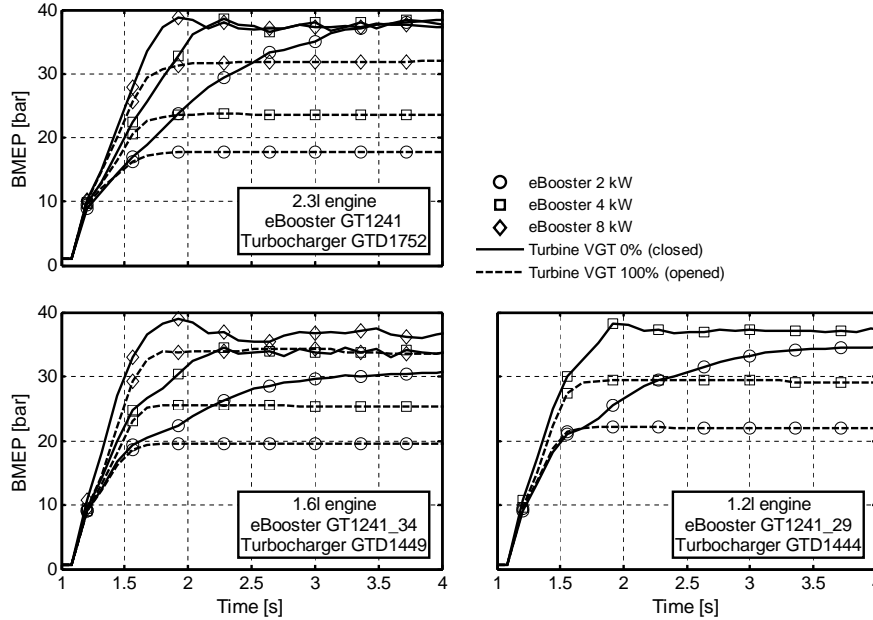 40
30
20
10
0
BMEP [bar]
2.3l engine
eBooster GT1241
Turbocharger GTD1752
eBooster 2 kW
eBooster 4 kW
eBooster 8 kW
Turbine VGT 0% (closed)
Turbine VGT 100% (opened)
40
30
20
10
0
BMEP [bar]
1.6l engine
eBooster GT1241_34
Turbocharger GTD1449
1 1.5 2 2.5 3 3.5 4
Time [s]
1.2l engine
eBooster GT1241_29
Turbocharger GTD1444
1 1.5 2 2.5 3 3.5 4
Time [s]